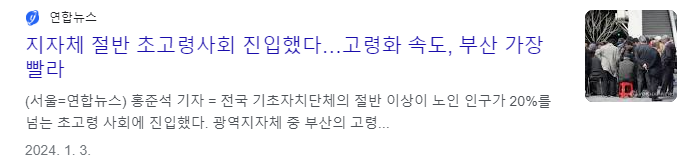 연합뉴스
지자체 절반 초고령사회 진입했다...고령화 속도, 부산 가장
빨라
(서울=연합뉴스) 홍준석 기자 = 전국 기초자치단체의 절반 이상이 노인 인구가 20%를
넘는 초고령 사회에 진입했다. 광역지자체 중 부산의 고령...
2024. 1. 3.